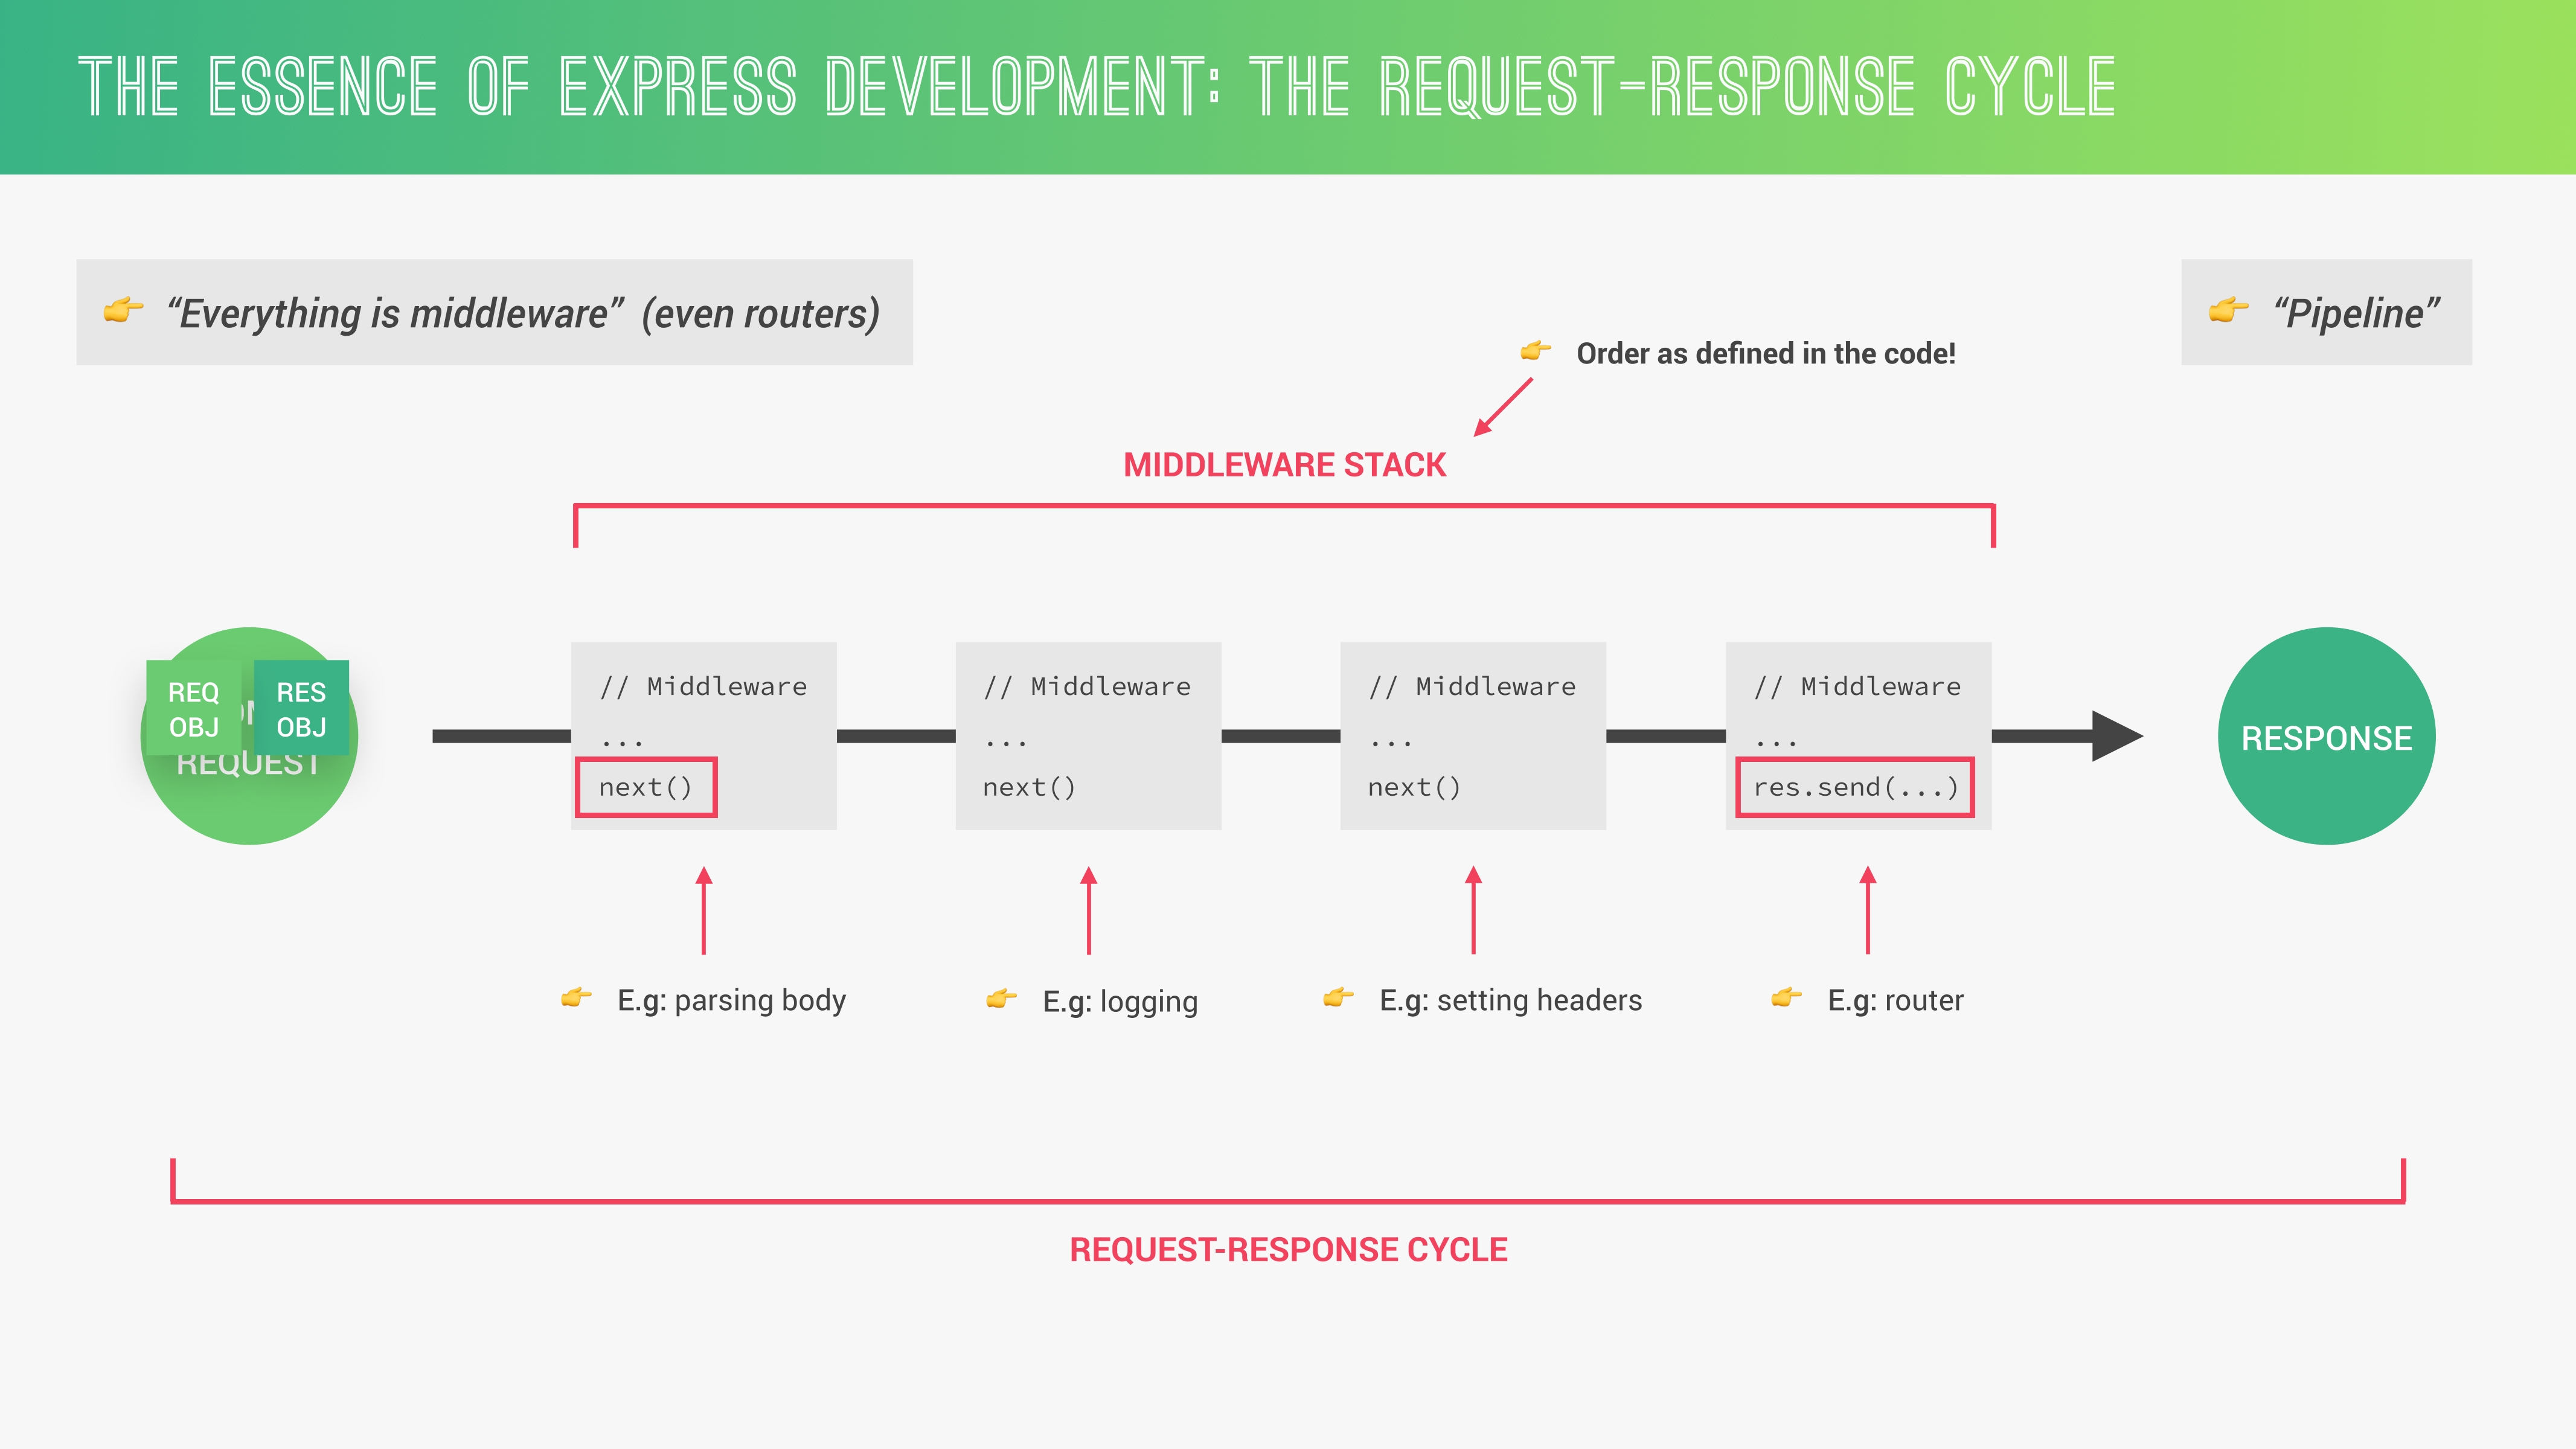 THE ESSENCE OF EXPRESS DEVELOPMENT: THE REQUEST-RESPONSE CYCLE
“Everything is middleware” (even routers)
“Pipeline”
Order as defined in the code!
MIDDLEWARE STACK
REQ
OBJ
RES
OBJ
REQUEST
// Middleware
...
next()
// Middleware
...
next()
// Middleware
...
next()
// Middleware
...
res.send(...)
RESPONSE
E.g: parsing body
E.g: logging
E.g: setting headers
E.g: router
REQUEST-RESPONSE CYCLE